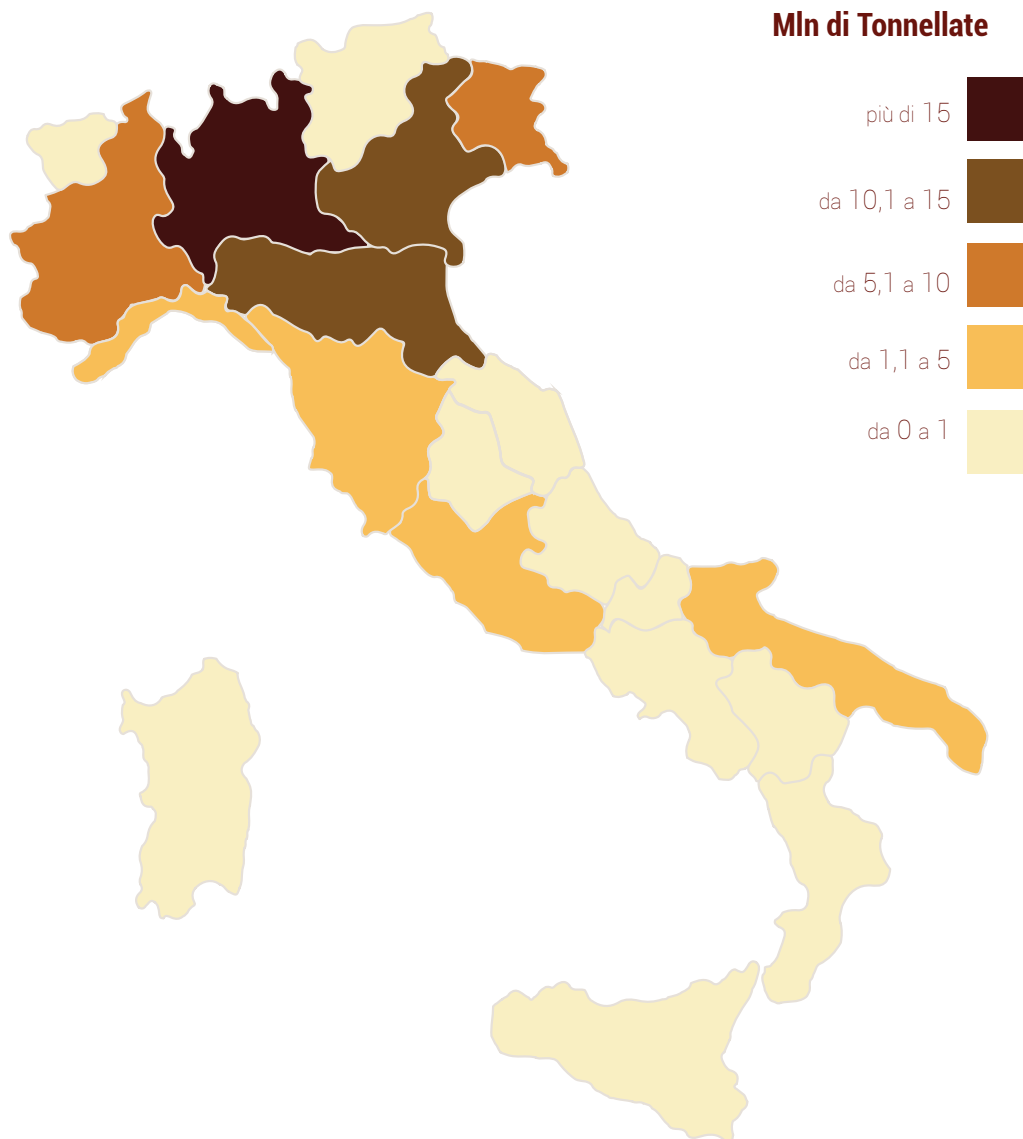 Mln di Tonnellate
più di 15
da 10,1 a 15
da 5,1 a 10
da 1,1 a 5
da 0 a 1